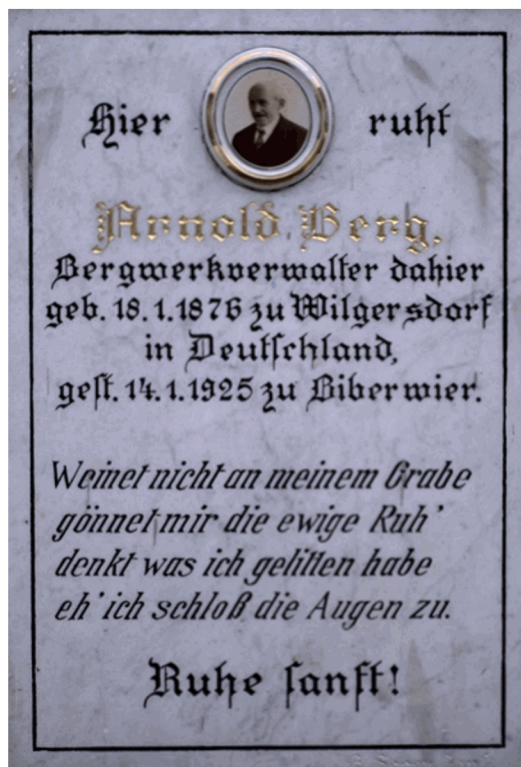 Hier ruht
Arnold Berg,
Bergwerkverwalter dahier
geb. 18.1.1876 zu Wilgersdorf
in Deutschland,
gest. 14.1.1925 zu Biberwier.
Weinet nicht an meinem Grabe
gönnet mir die ewige Ruh'
denkt was ich gelitten habe
eh' ich schloß die Augen zu.
Ruhe sanft!